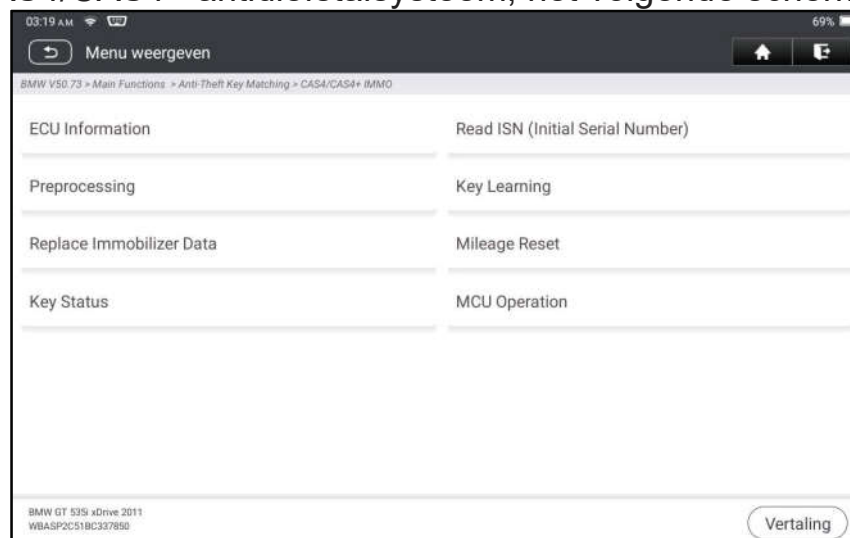 03:19 AM
69%
Menu weergeven
BMW V50.73 > Main Functions > Anti-Theft Key Matching > CAS4/CAS4+ IMMO
ECU Information
Read ISN (Initial Serial Number)
Preprocessing
Key Learning
Replace Immobilizer Data
Mileage Reset
Key Status
MCU Operation
BMW GT 535i xDrive 2011
WBASP2C51BC337850
Vertaling